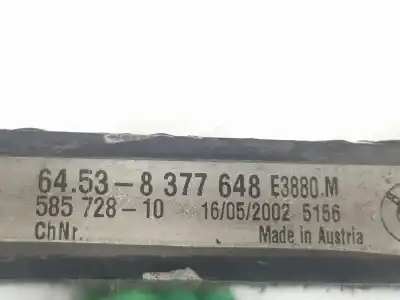 64.53-8 377 648 E3880.M
585 728-10 16/05/2002 5156
ChNr. Made in Austria